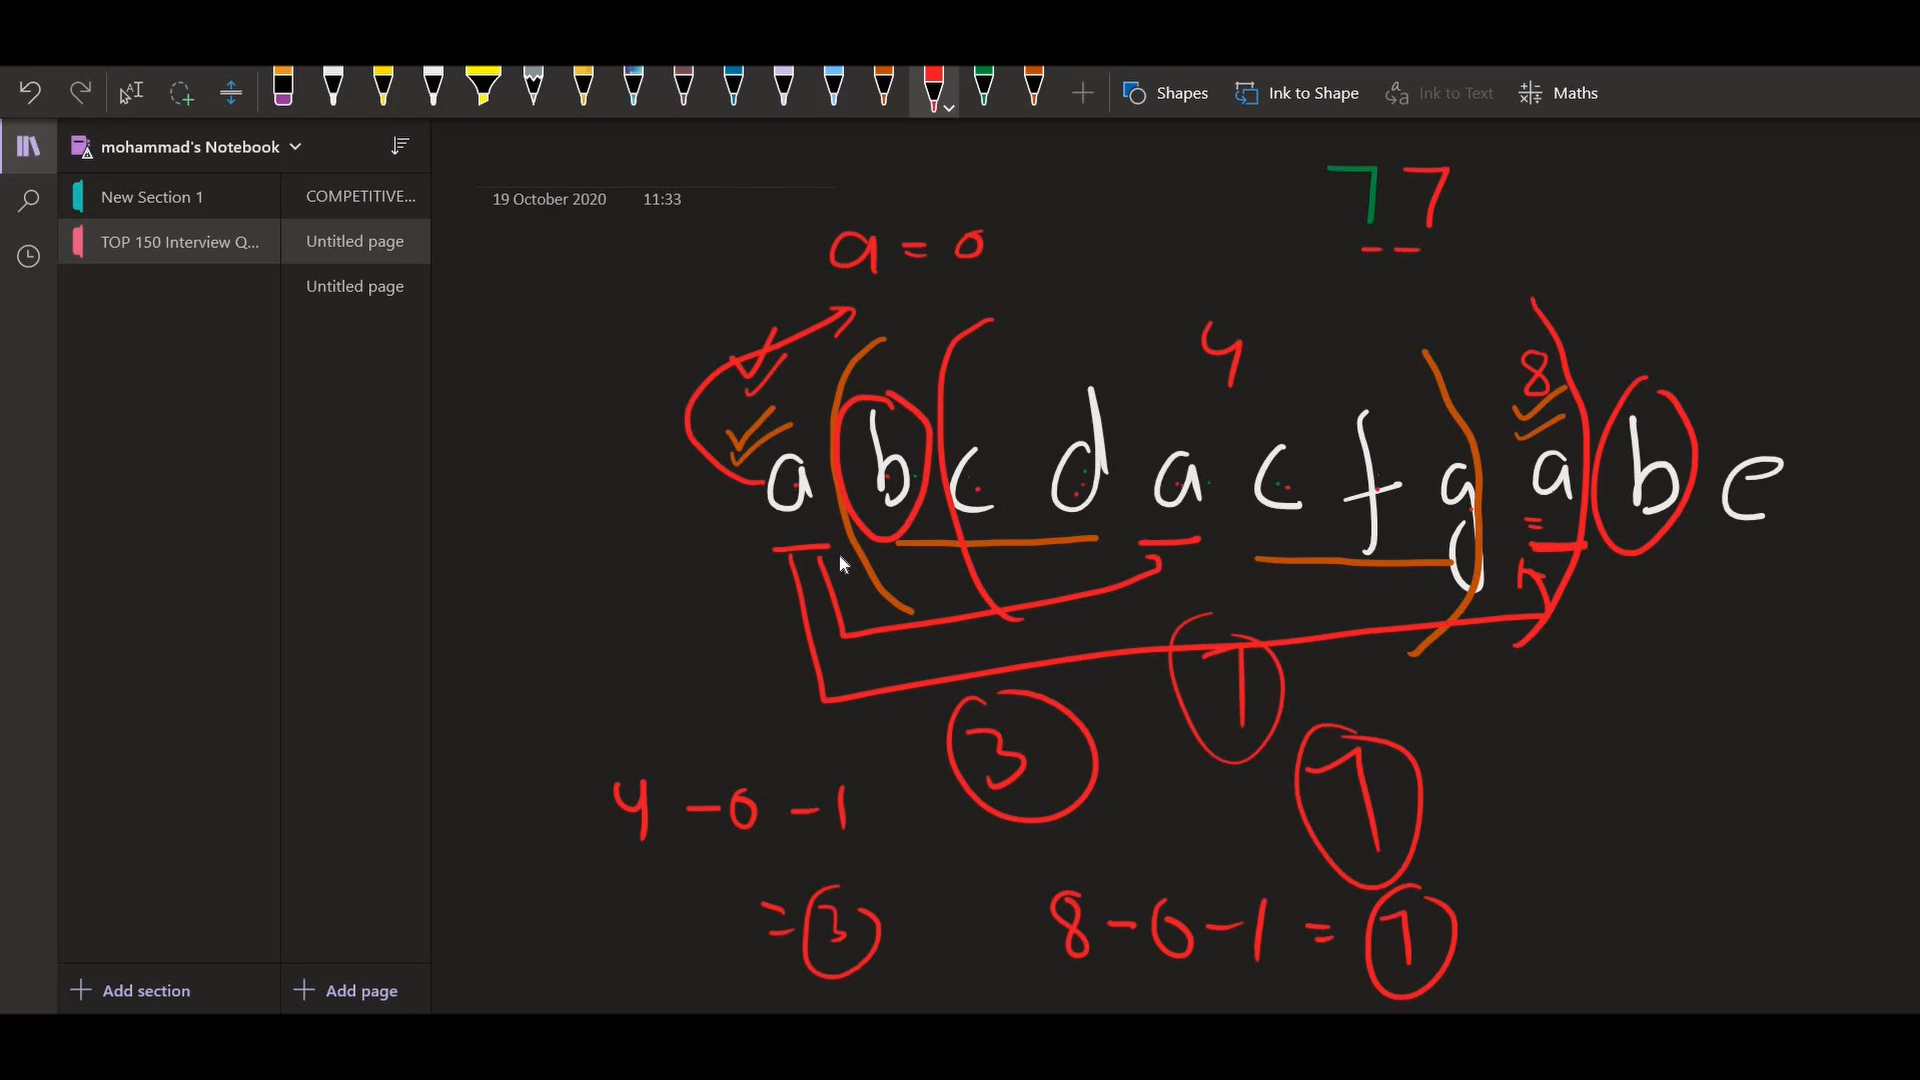 Shapes Ink to Shape Ink to Text Maths
mohammad's Notebook
New Section 1
TOP 150 Interview Q...
COMPETITIVE...
Untitled page
Untitled page
19 October 2020 11:33
7 7
a = 0
4
8
a b c d a c f g a b e
3
7
7
4 - 0 - 1
= 3
8 - 0 - 1 = 7
Add section
Add page